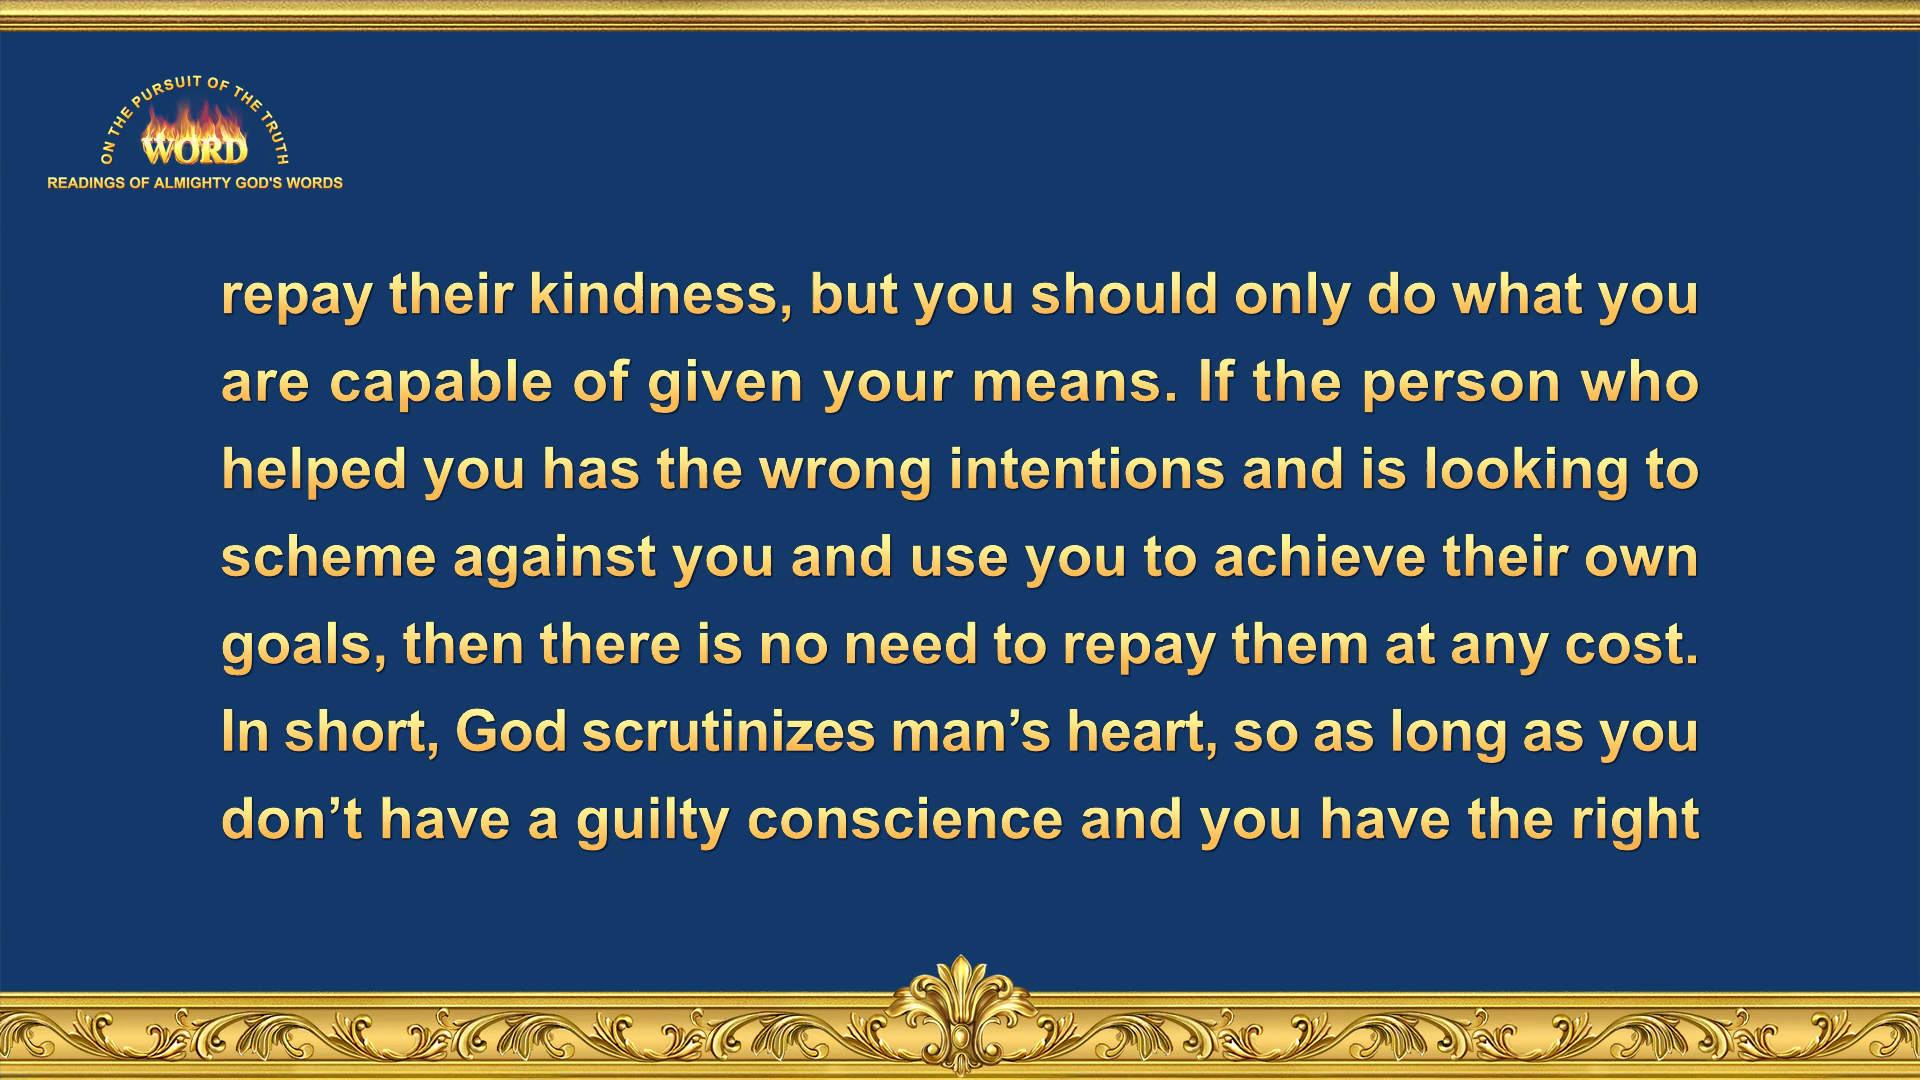 ON THE PURSUIT OF THE TRUTH
WORD
READINGS OF ALMIGHTY GOD'S WORDS
repay their kindness, but you should only do what you
are capable of given your means. If the person who
helped you has the wrong intentions and is looking to
scheme against you and use you to achieve their own
goals, then there is no need to repay them at any cost.
In short, God scrutinizes man’s heart, so as long as you
don’t have a guilty conscience and you have the right